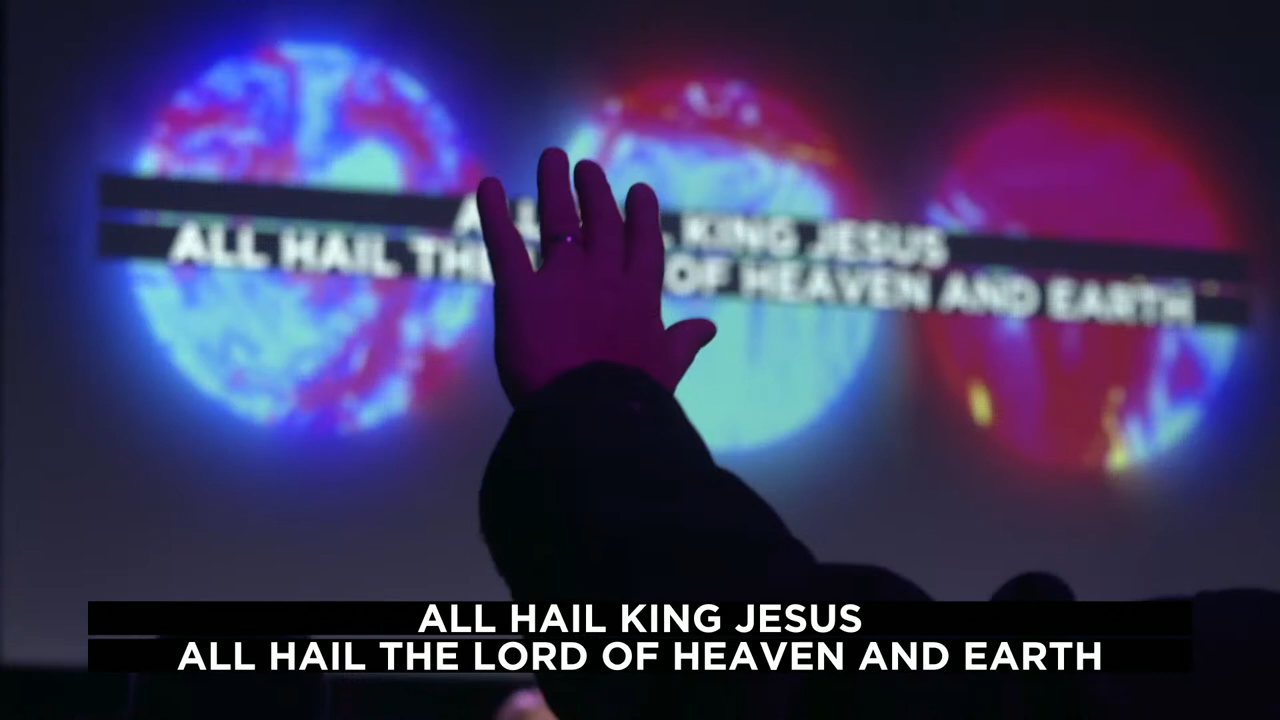 ALL KING JESUS
ALL HAIL THE OF HEAVEN AND EARTH
ALL HAIL KING JESUS
ALL HAIL THE LORD OF HEAVEN AND EARTH